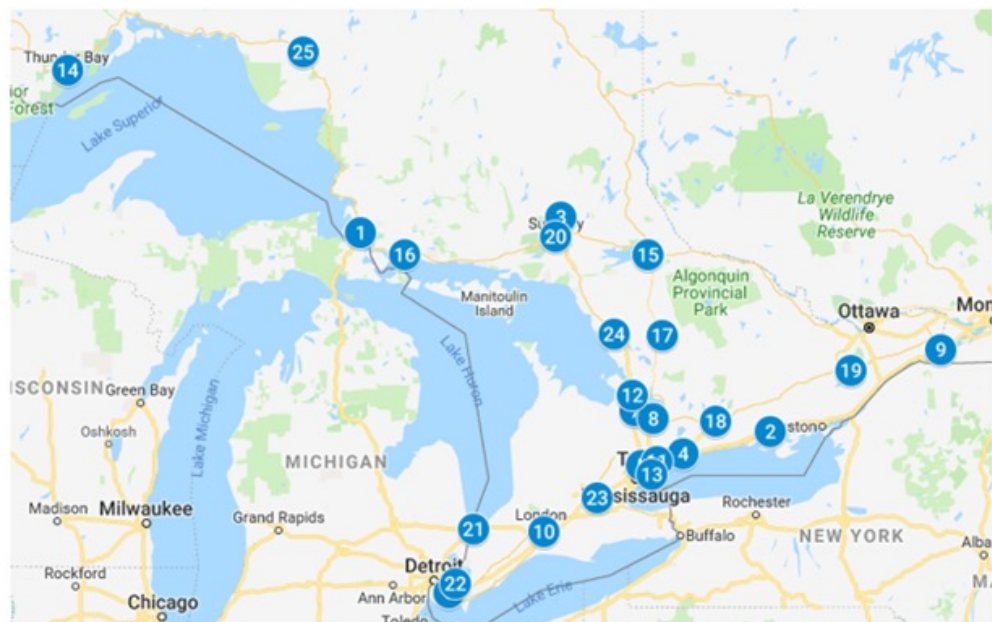 25
Thunder Bay
14
Forest
Lake Superior
La Verendrye
Wildlife
Reserve
3
1
20
16
15
Algonquin
Provincial
Park
Manitoulin
Island
Ottawa
24
17
9
19
ISCONSIN
Green Bay
Lake Huron
12
8
18
2
Oshkosh
Lake Michigan
4
MICHIGAN
13
23
Madison
Milwaukee
Grand Rapids
21
London
10
Rochester
Buffalo
NEW YORK
Detroit
22
Rockford
Ann Arbor
Lake Erie
Chicago